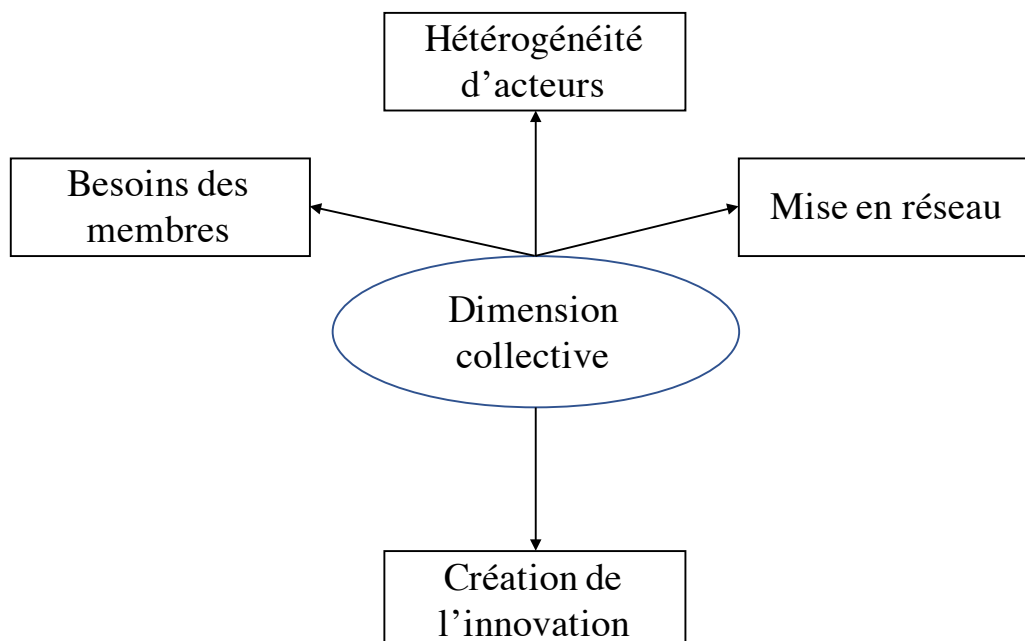 Hétérogénéité
d’acteurs
Besoins des
membres
Mise en réseau
Dimension
collective
Création de
l’innovation